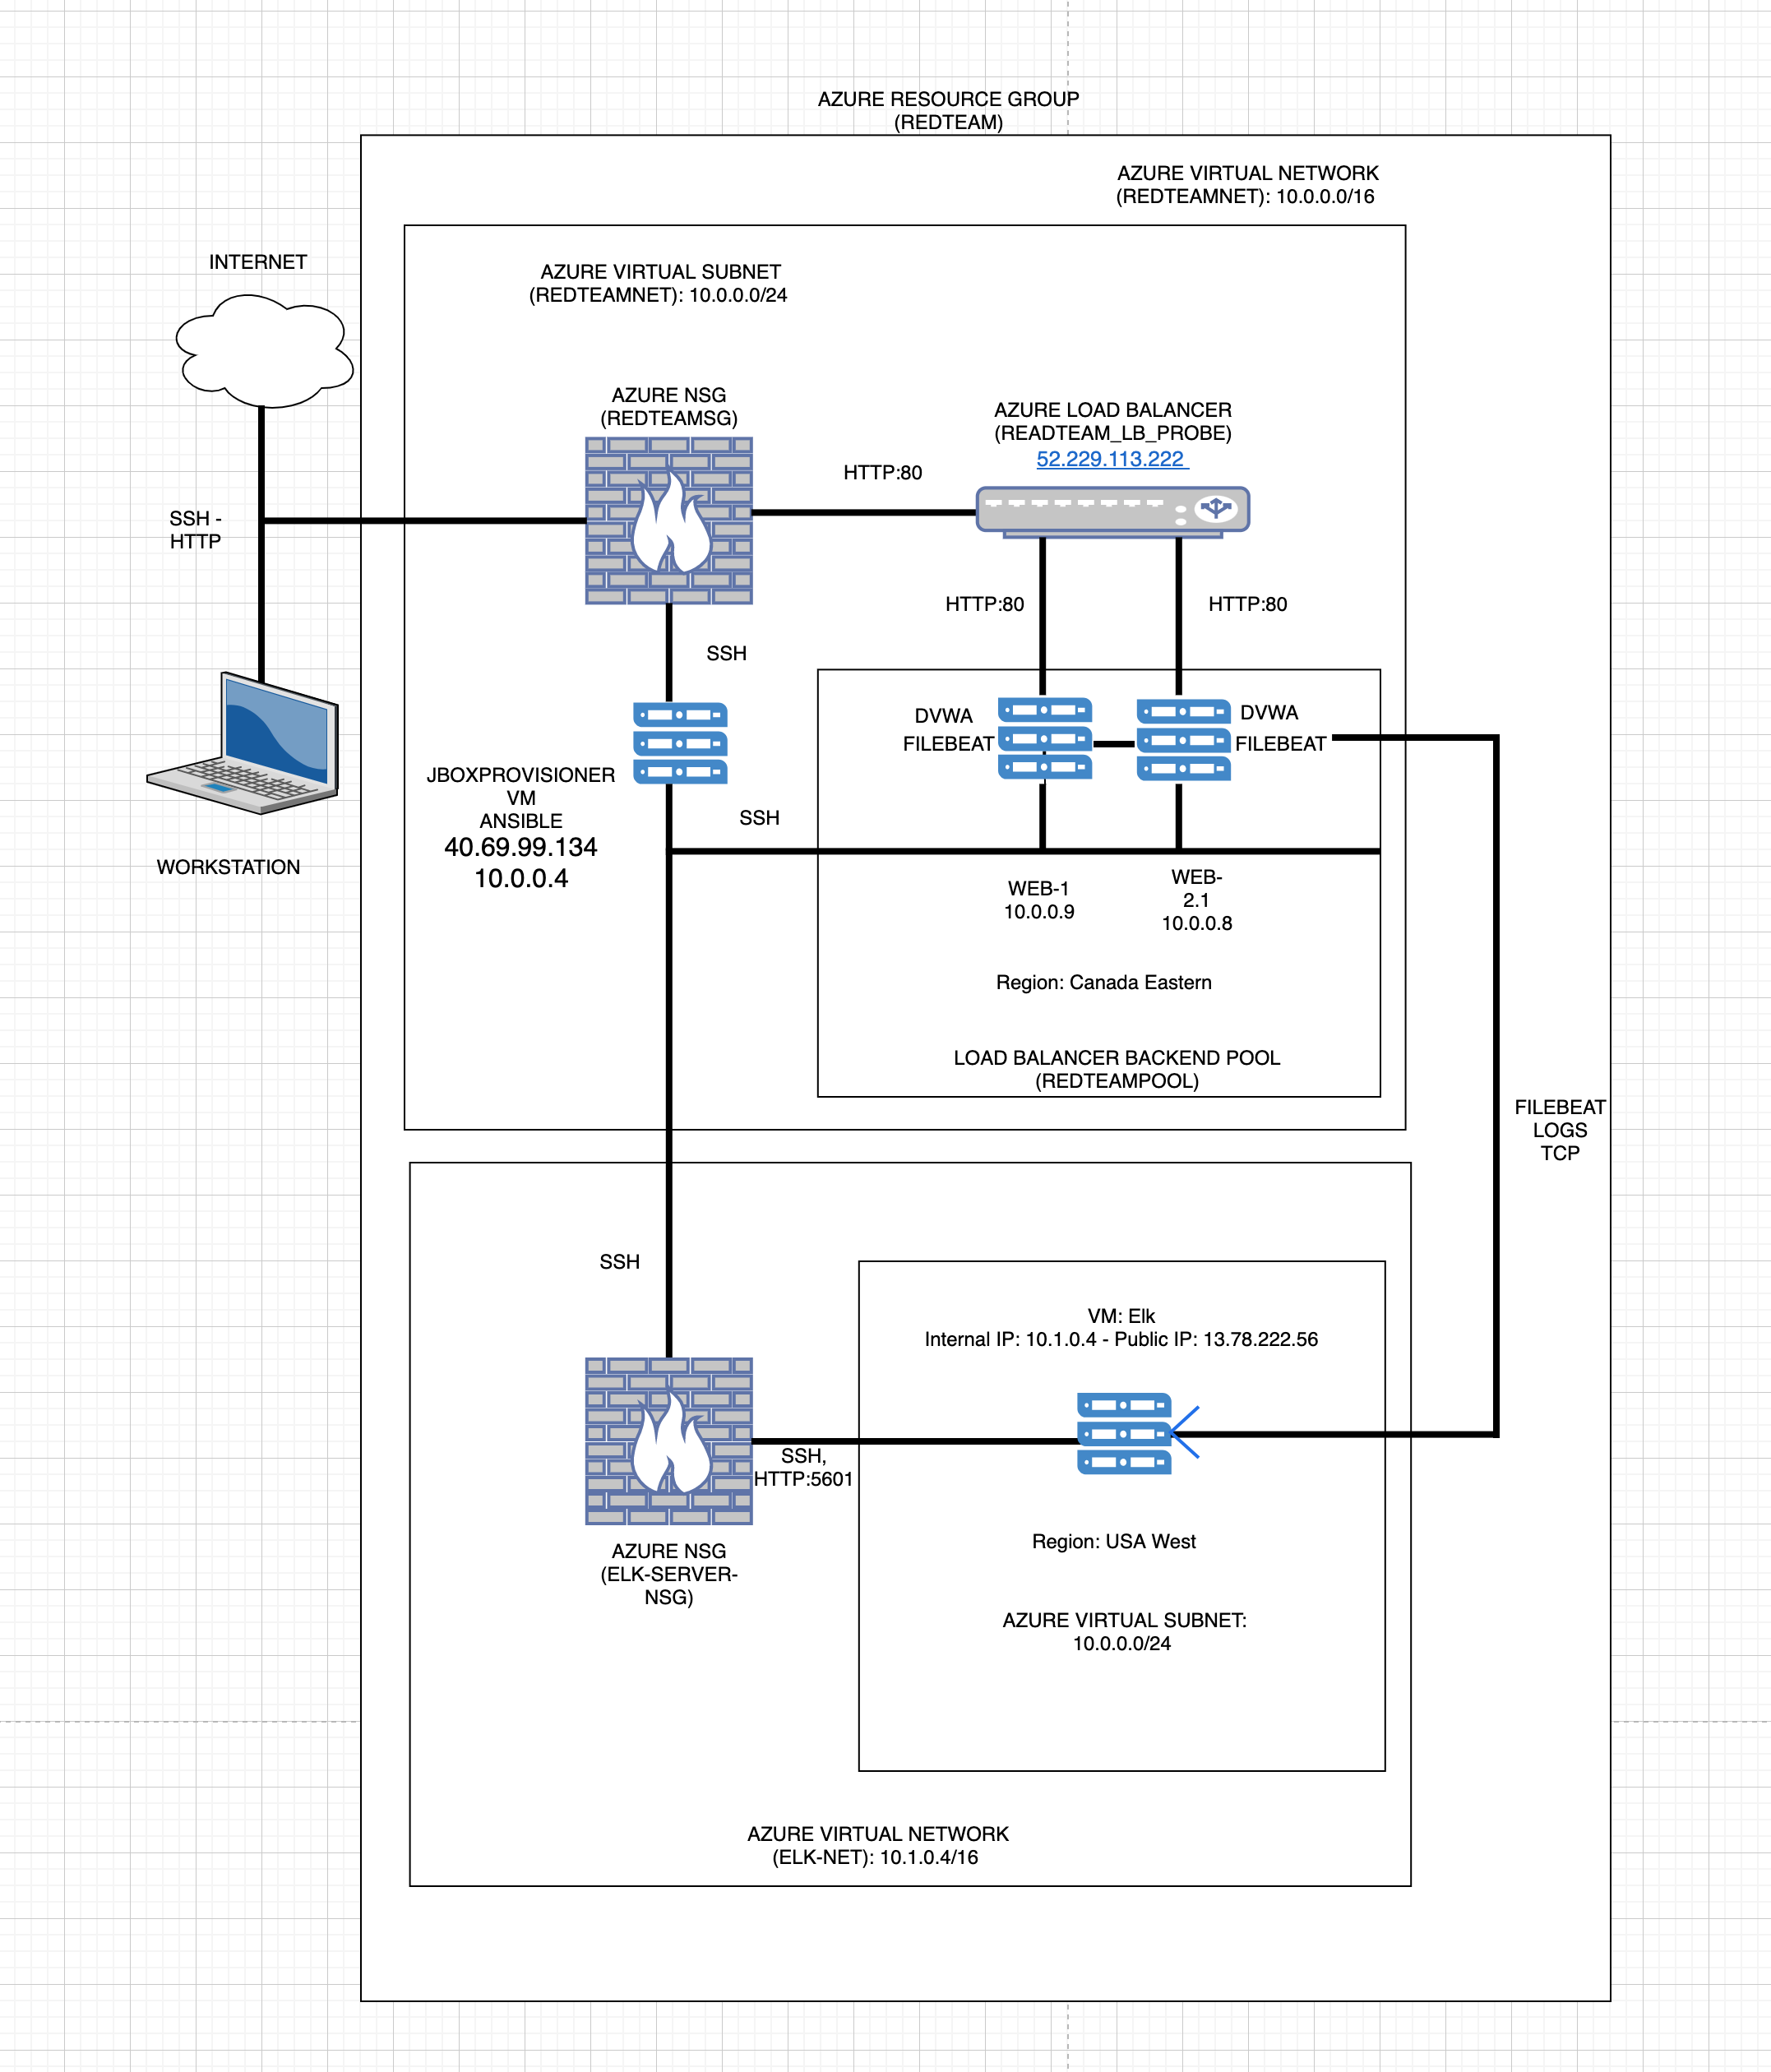 AZURE RESOURCE GROUP
(REDTEAM)
AZURE VIRTUAL NETWORK
(REDTEAMNET): 10.0.0.0/16
INTERNET
AZURE VIRTUAL SUBNET
(REDTEAMNET): 10.0.0.0/24
AZURE NSG
(REDTEAMSG)
AZURE LOAD BALANCER
(READTEAM_LB_PROBE)
52.229.113.222
HTTP:80
SSH -
HTTP
HTTP:80
HTTP:80
SSH
DVWA
FILEBEAT
DVWA
FILEBEAT
JBOXPROVISIONER
VM
ANSIBLE
40.69.99.134
10.0.0.4
SSH
WORKSTATION
WEB-1
10.0.0.9
WEB-
2.1
10.0.0.8
Region: Canada Eastern
LOAD BALANCER BACKEND POOL
(REDTEAMPOOL)
FILEBEAT
LOGS
TCP
SSH
VM: Elk
Internal IP: 10.1.0.4 - Public IP: 13.78.222.56
SSH,
HTTP:5601
AZURE NSG
(ELK-SERVER-
NSG)
Region: USA West
AZURE VIRTUAL SUBNET:
10.0.0.0/24
AZURE VIRTUAL NETWORK
(ELK-NET): 10.1.0.4/16